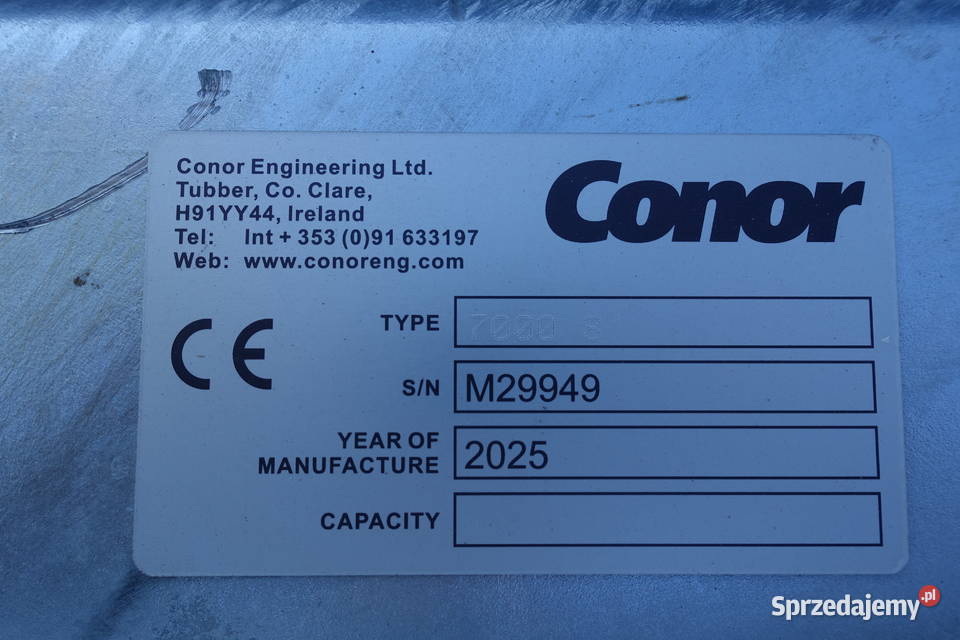 Conor Engineering Ltd.
Tubber, Co. Clare,
H91YY44, Ireland
Tel: Int + 353 (0)91 633197
Web: www.conoreng.com
Conor
CE
TYPE 7000 S
S/N M29949
YEAR OF
MANUFACTURE 2025
CAPACITY
Sprzedajemy.pl